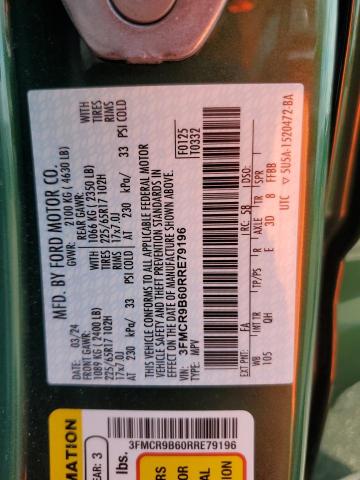 MFD. BY FORD MOTOR CO.
DATE: 03/24 GVWR: 2100 KG ( 4630 LB)
FRONT GAWR: REAR GAWR:
1089 KG (2400 LB) 1066 KG (2350 LB) WITH
225/65R17 102H 225/65R17 102H TIRES
17x7.0J 17x7.0J RIMS
AT 230 kPa/ 33 PSI COLD AT 230 kPa/ 33 PSI COLD
WITH
TIRES
RIMS
THIS VEHICLE CONFORMS TO ALL APPLICABLE FEDERAL MOTOR
VEHICLE SAFETY AND THEFT PREVENTION STANDARDS IN
EFFECT ON THE DATE OF MANUFACTURE SHOWN ABOVE.
VIN: 3FMCR9B60RRE79196 F0125
TYPE: MPV T0332
EXT PNT: FA RC: 5B DSO:
WB INT TR TP/PS R AXLE TR SPR
105 QH E 3D 8 FFBB
UTC ▽ 5U5A-1520472-BA
3FMCR9B60RRE79196
MATION
EAR: 3
lbs.